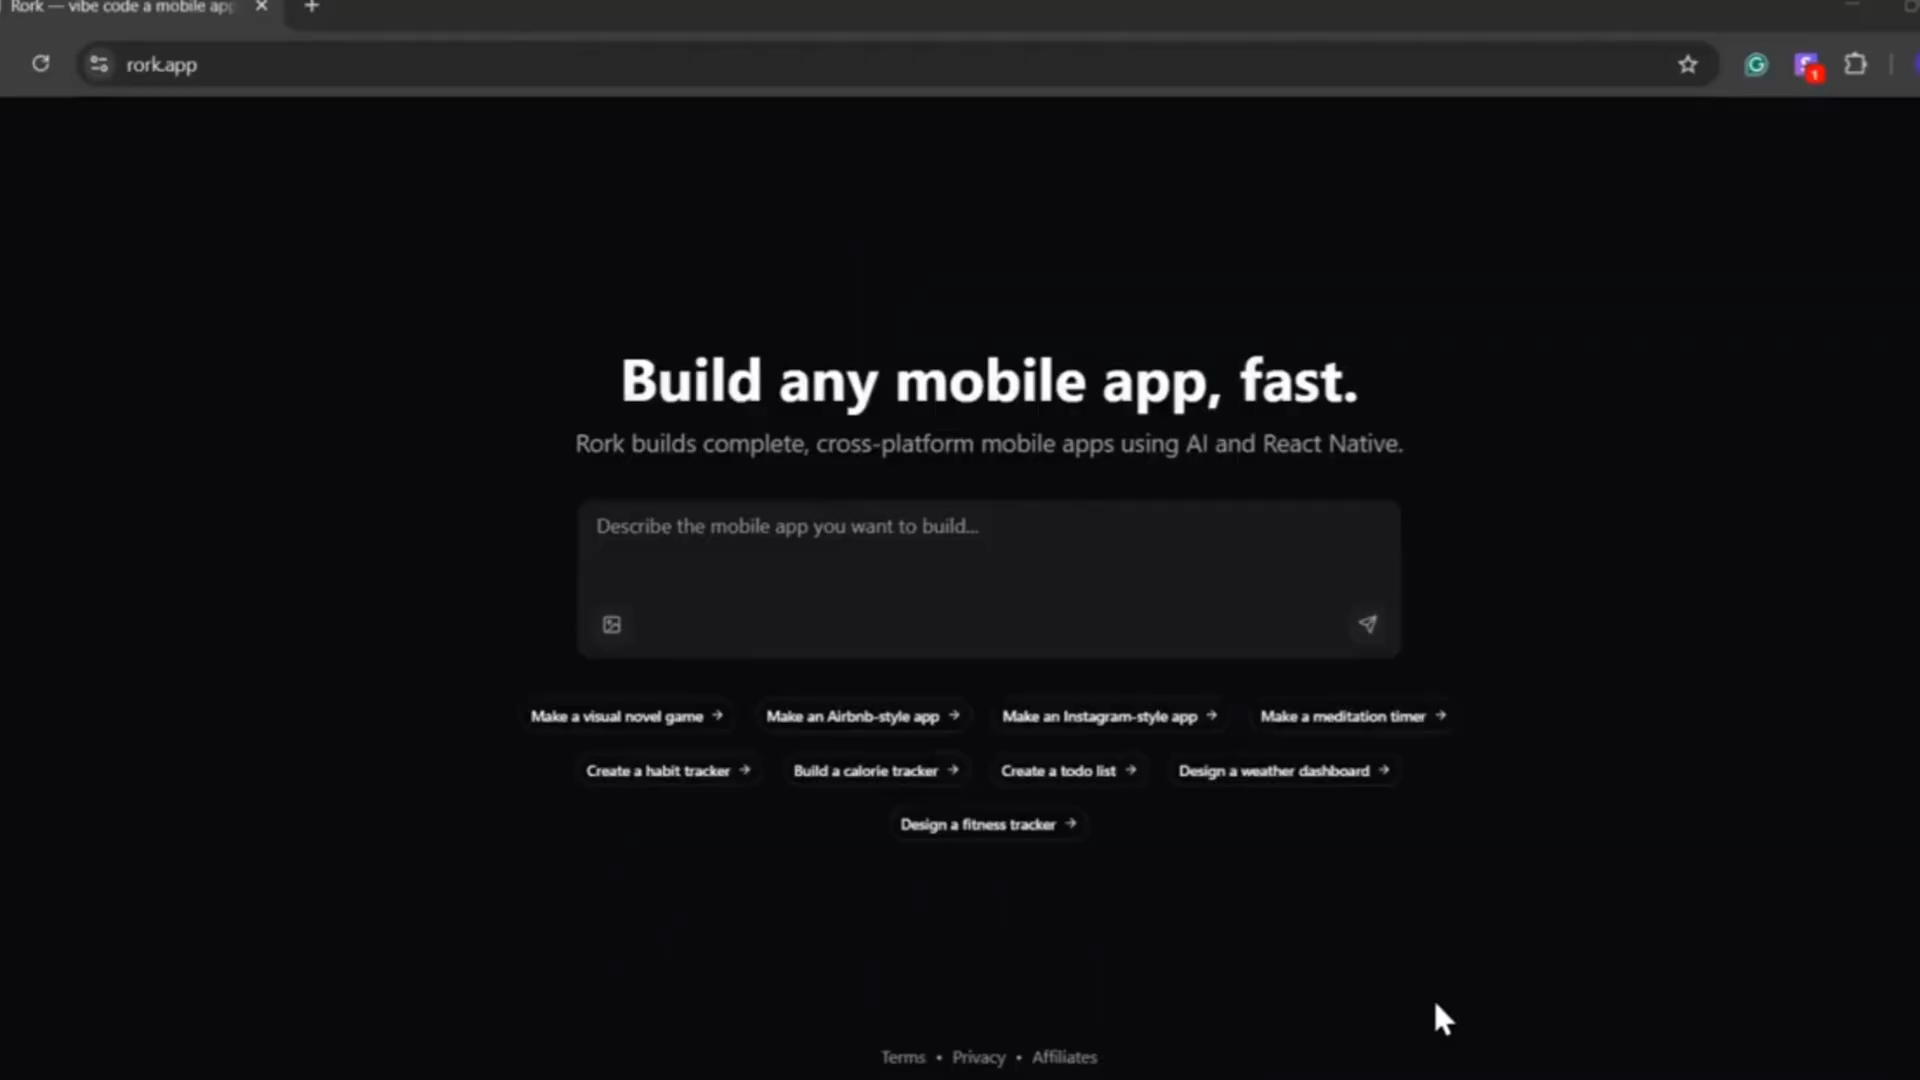 Rork — vibe code a mobile app
rork.app
1
Build any mobile app, fast.
Rork builds complete, cross-platform mobile apps using AI and React Native.
Describe the mobile app you want to build...
Make a visual novel game → Make an Airbnb-style app → Make an Instagram-style app → Make a meditation timer →
Create a habit tracker → Build a calorie tracker → Create a todo list → Design a weather dashboard →
Design a fitness tracker →
Terms • Privacy • Affiliates